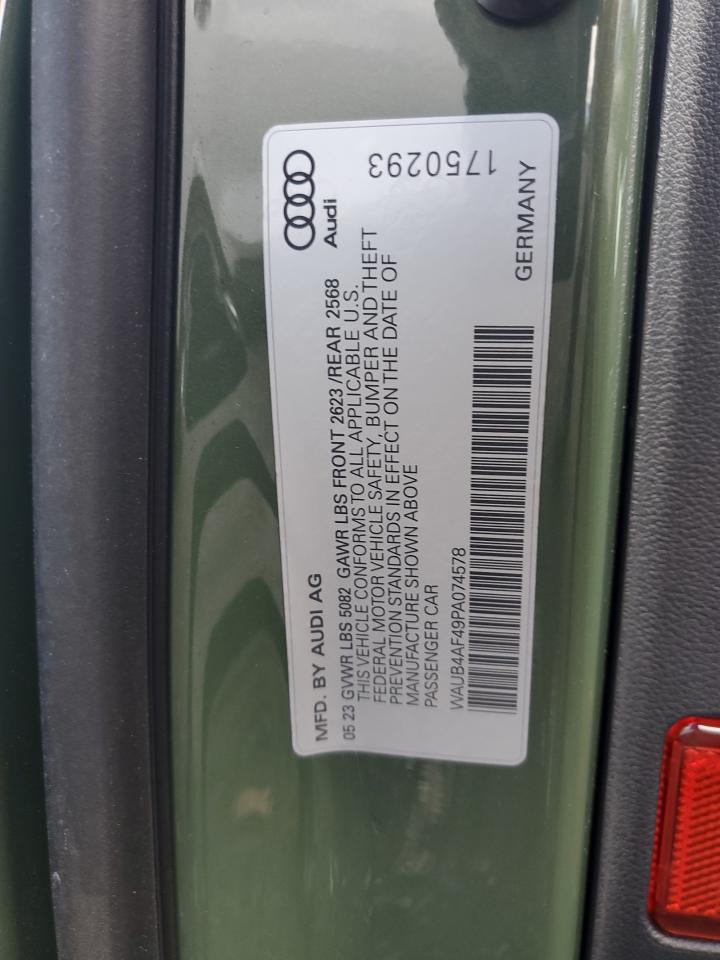 MFD. BY AUDI AG
Audi
05 23 GVWR LBS 5082 GAWR LBS FRONT 2623 /REAR 2568
THIS VEHICLE CONFORMS TO ALL APPLICABLE U.S.
FEDERAL MOTOR VEHICLE SAFETY, BUMPER AND THEFT
PREVENTION STANDARDS IN EFFECT ON THE DATE OF
MANUFACTURE SHOWN ABOVE
PASSENGER CAR
1750293
WAUB4AF49PA074578
GERMANY